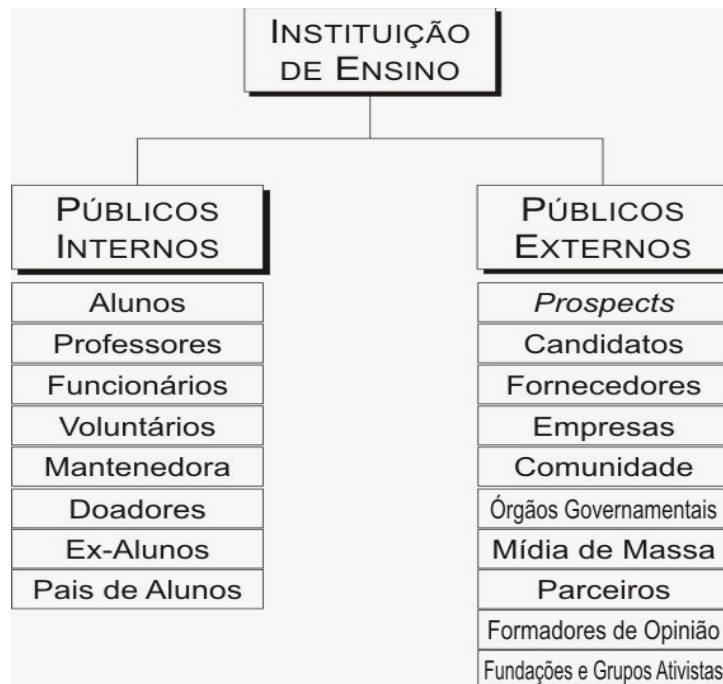 INSTITUIÇÃO
DE ENSINO
PÚBLICOS
INTERNOS
Alunos
Professores
Funcionários
Voluntários
Mantenedora
Doadores
Ex-Alunos
Pais de Alunos
PÚBLICOS
EXTERNOS
Prospects
Candidatos
Fornecedores
Empresas
Comunidade
Órgãos Governamentais
Mídia de Massa
Parceiros
Formadores de Opinião
Fundações e Grupos Ativistas